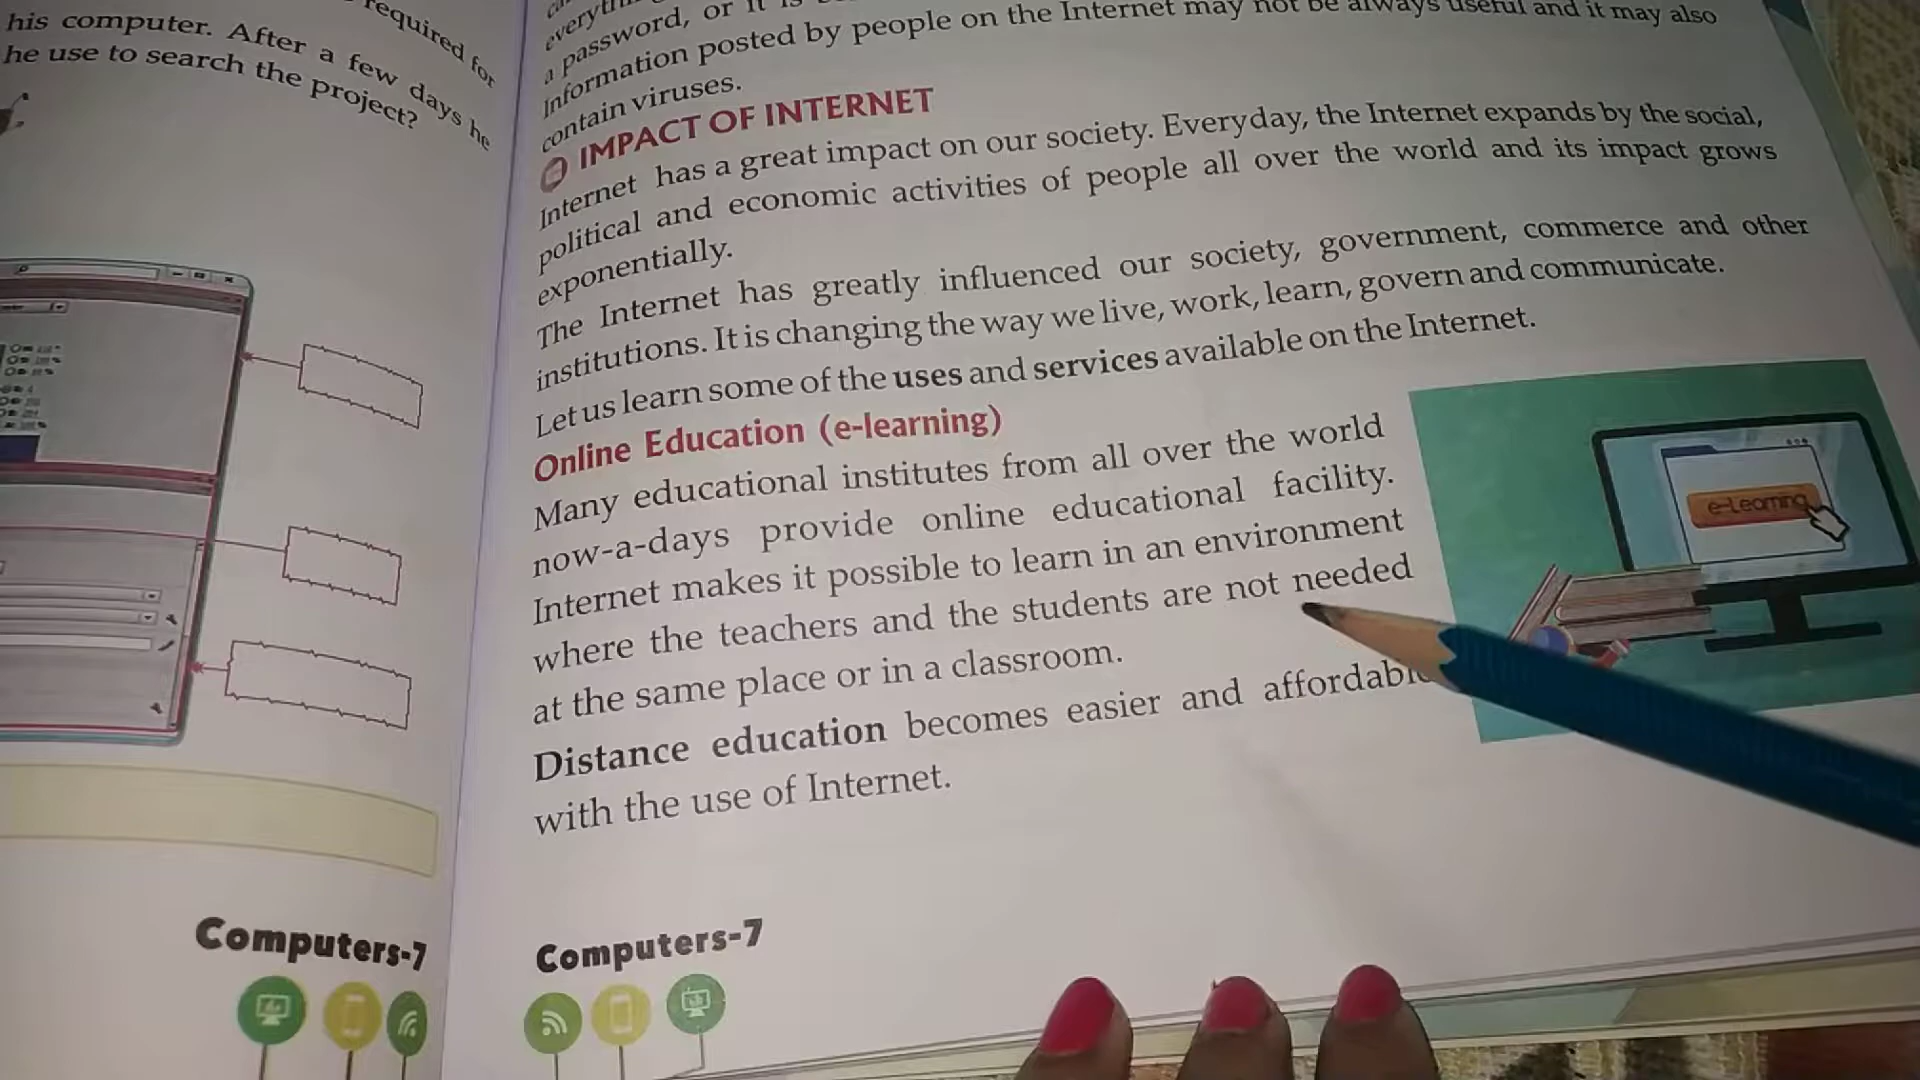 required for
his computer. After a few days he
he use to search the project?
Computers-7
a password, or it is
Information posted by people on the Internet may not be always useful and it may also
contain viruses.
IMPACT OF INTERNET
Internet has a great impact on our society. Everyday, the Internet expands by the social,
political and economic activities of people all over the world and its impact grows
exponentially.
The Internet has greatly influenced our society, government, commerce and other
institutions. It is changing the way we live, work, learn, govern and communicate.
Let us learn some of the uses and services available on the Internet.
Online Education (e-learning)
Many educational institutes from all over the world
now-a-days provide online educational facility.
Internet makes it possible to learn in an environment
where the teachers and the students are not needed
at the same place or in a classroom.
Distance education becomes easier and affordable
with the use of Internet.
e-Learning
Computers-7